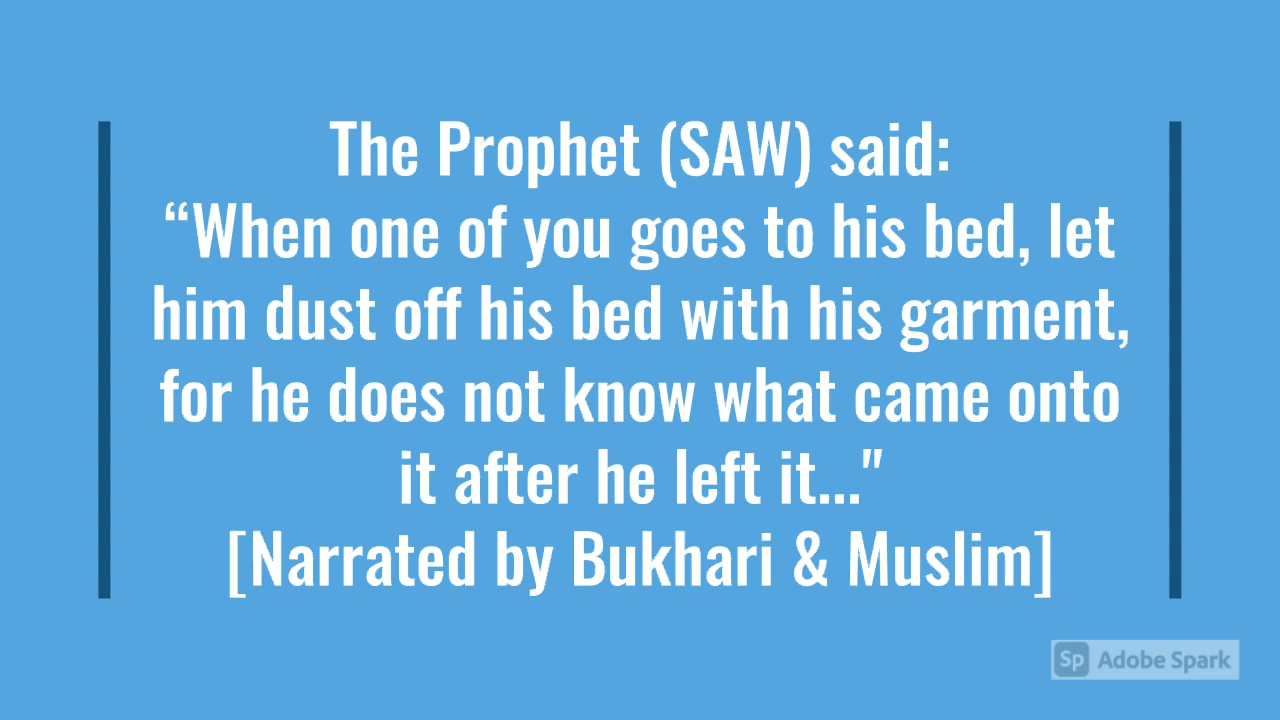 The Prophet (SAW) said:
“When one of you goes to his bed, let
him dust off his bed with his garment,
for he does not know what came onto
it after he left it..."
[Narrated by Bukhari & Muslim]
Sp Adobe Spark